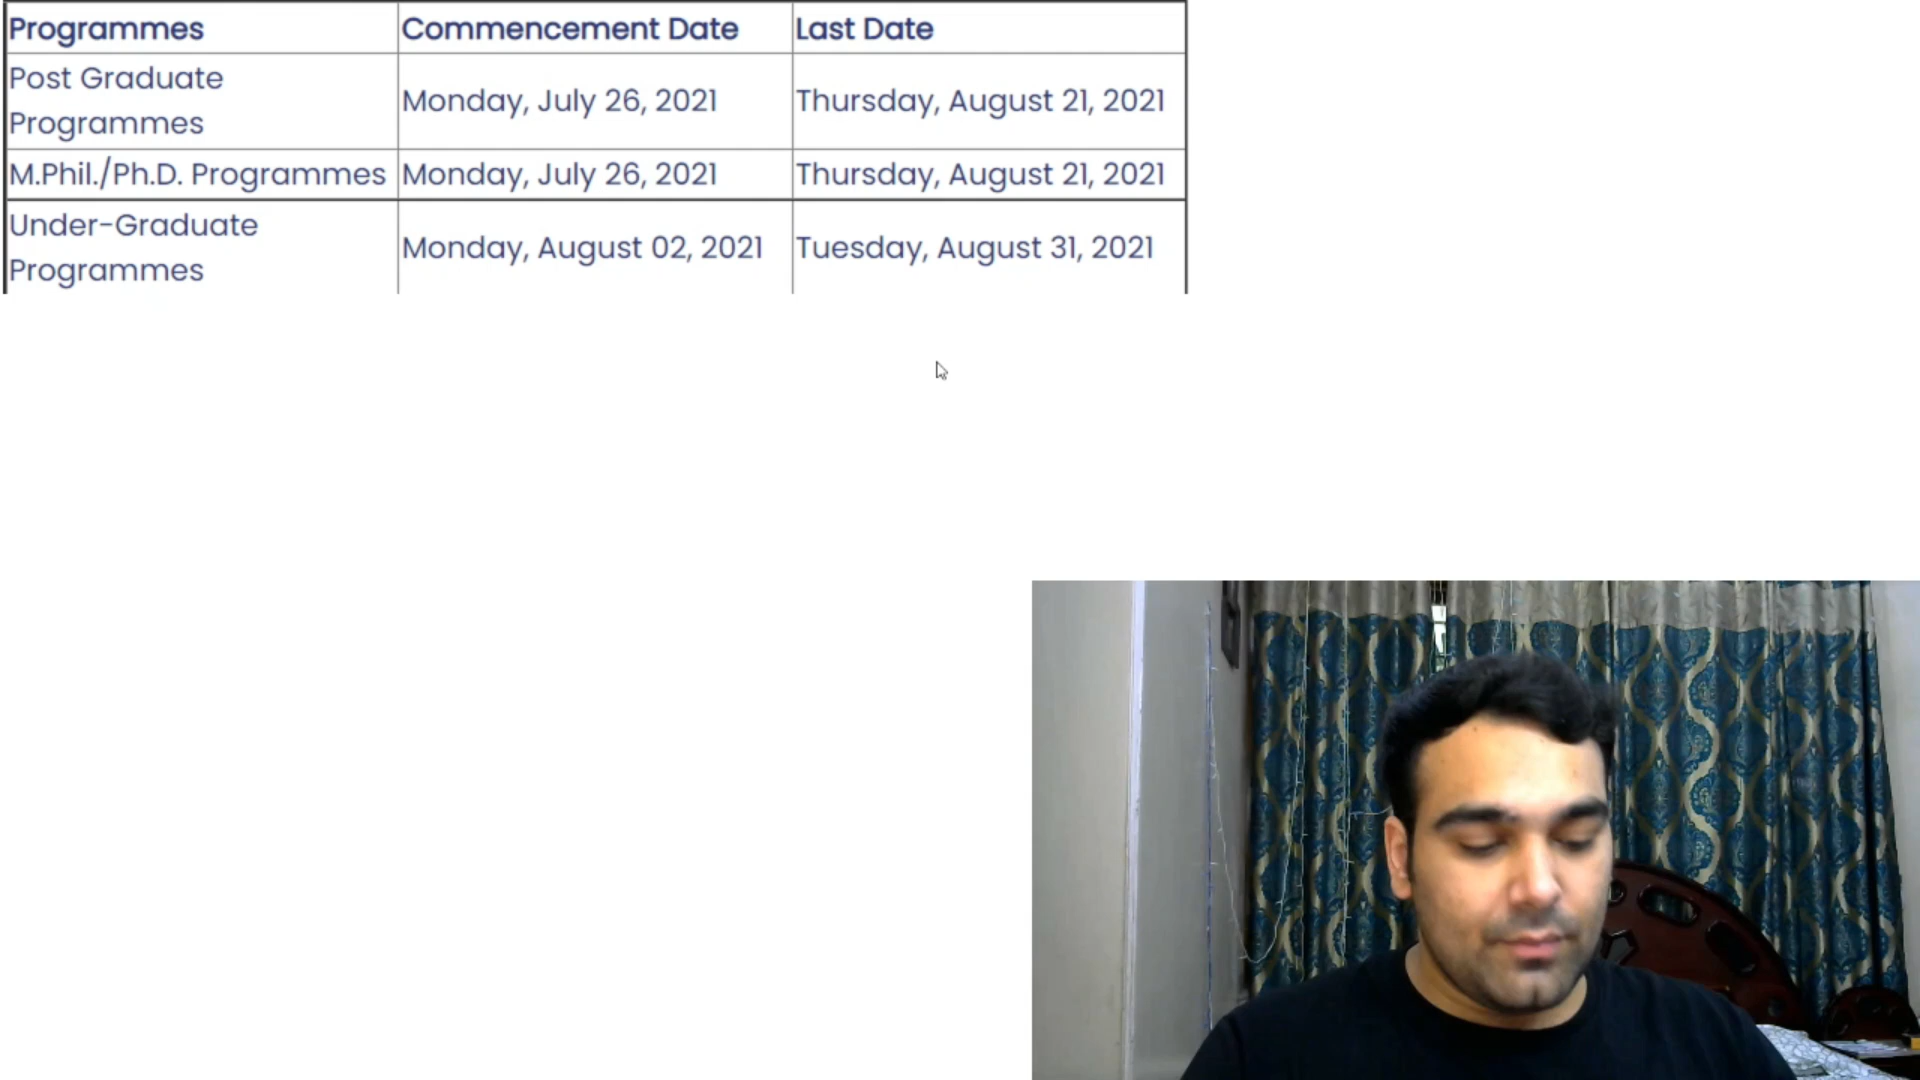 Programmes Commencement Date Last Date
Post Graduate
Programmes Monday, July 26, 2021 Thursday, August 21, 2021
M.Phil./Ph.D. Programmes Monday, July 26, 2021 Thursday, August 21, 2021
Under-Graduate
Programmes Monday, August 02, 2021 Tuesday, August 31, 2021